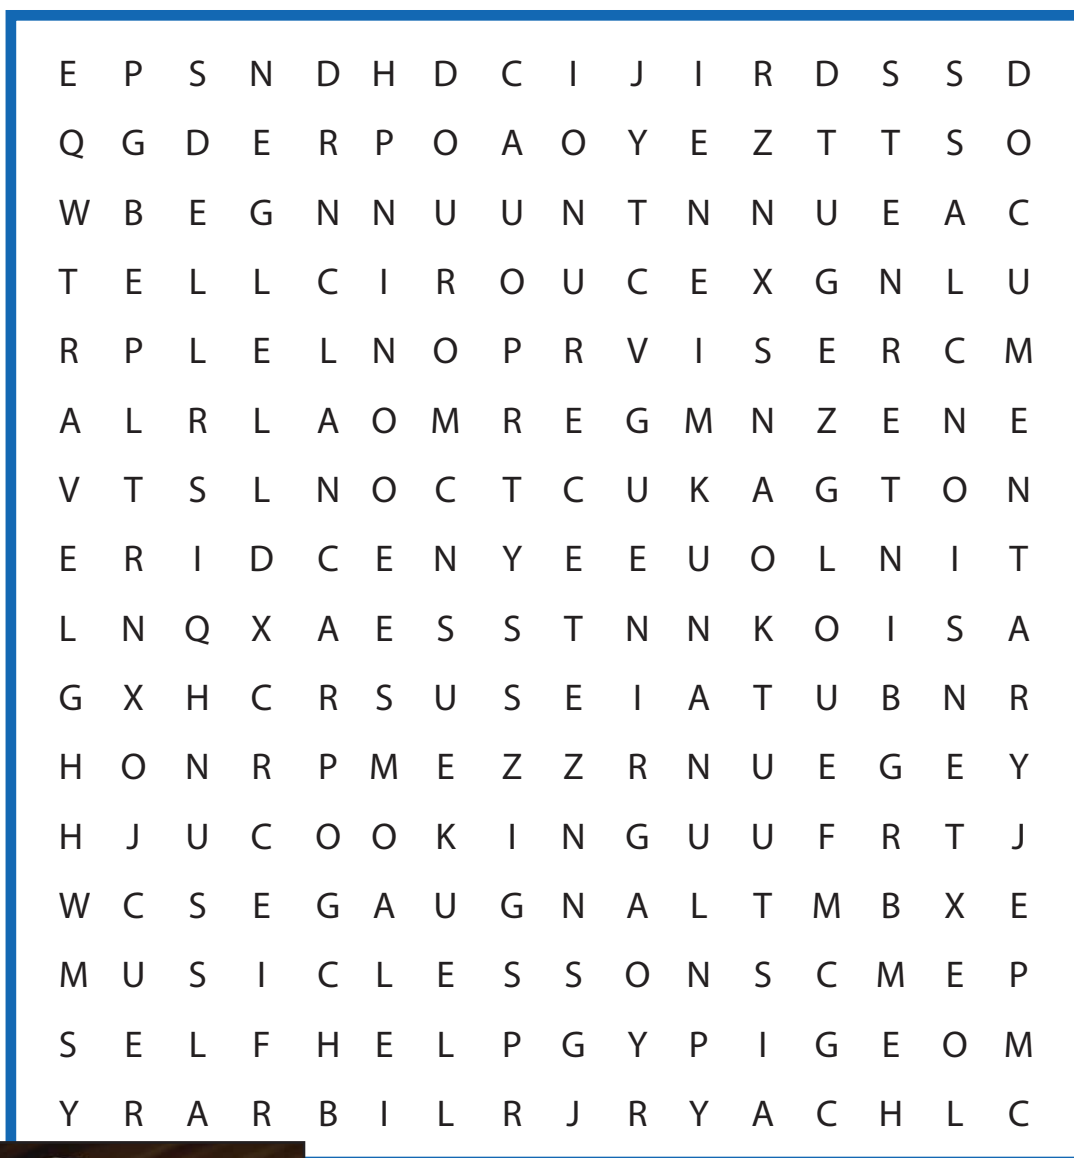 E P S N D H D C I J I R D S S D
Q G D E R P O A O Y E Z T T S O
W B E G N N U U N T N N U E A C
T E L L C I R O U C E X G N L U
R P L E L N O P R V I S E R C M
A L R L A O M R E G M N Z E N E
V T S L N O C T C U K A G T O N
E R I D C E N Y E E U O L N I T
L N Q X A E S S T N N K O I S A
G X H C R S U S E I A T U B N R
H O N R P M E Z Z R N U E G E Y
H J U C O O K I N G U U F R T J
W C S E G A U G N A L T M B X E
M U S I C L E S S O N S C M E P
S E L F H E L P G Y P I G E O M
Y R A R B I L R J R Y A C H L C